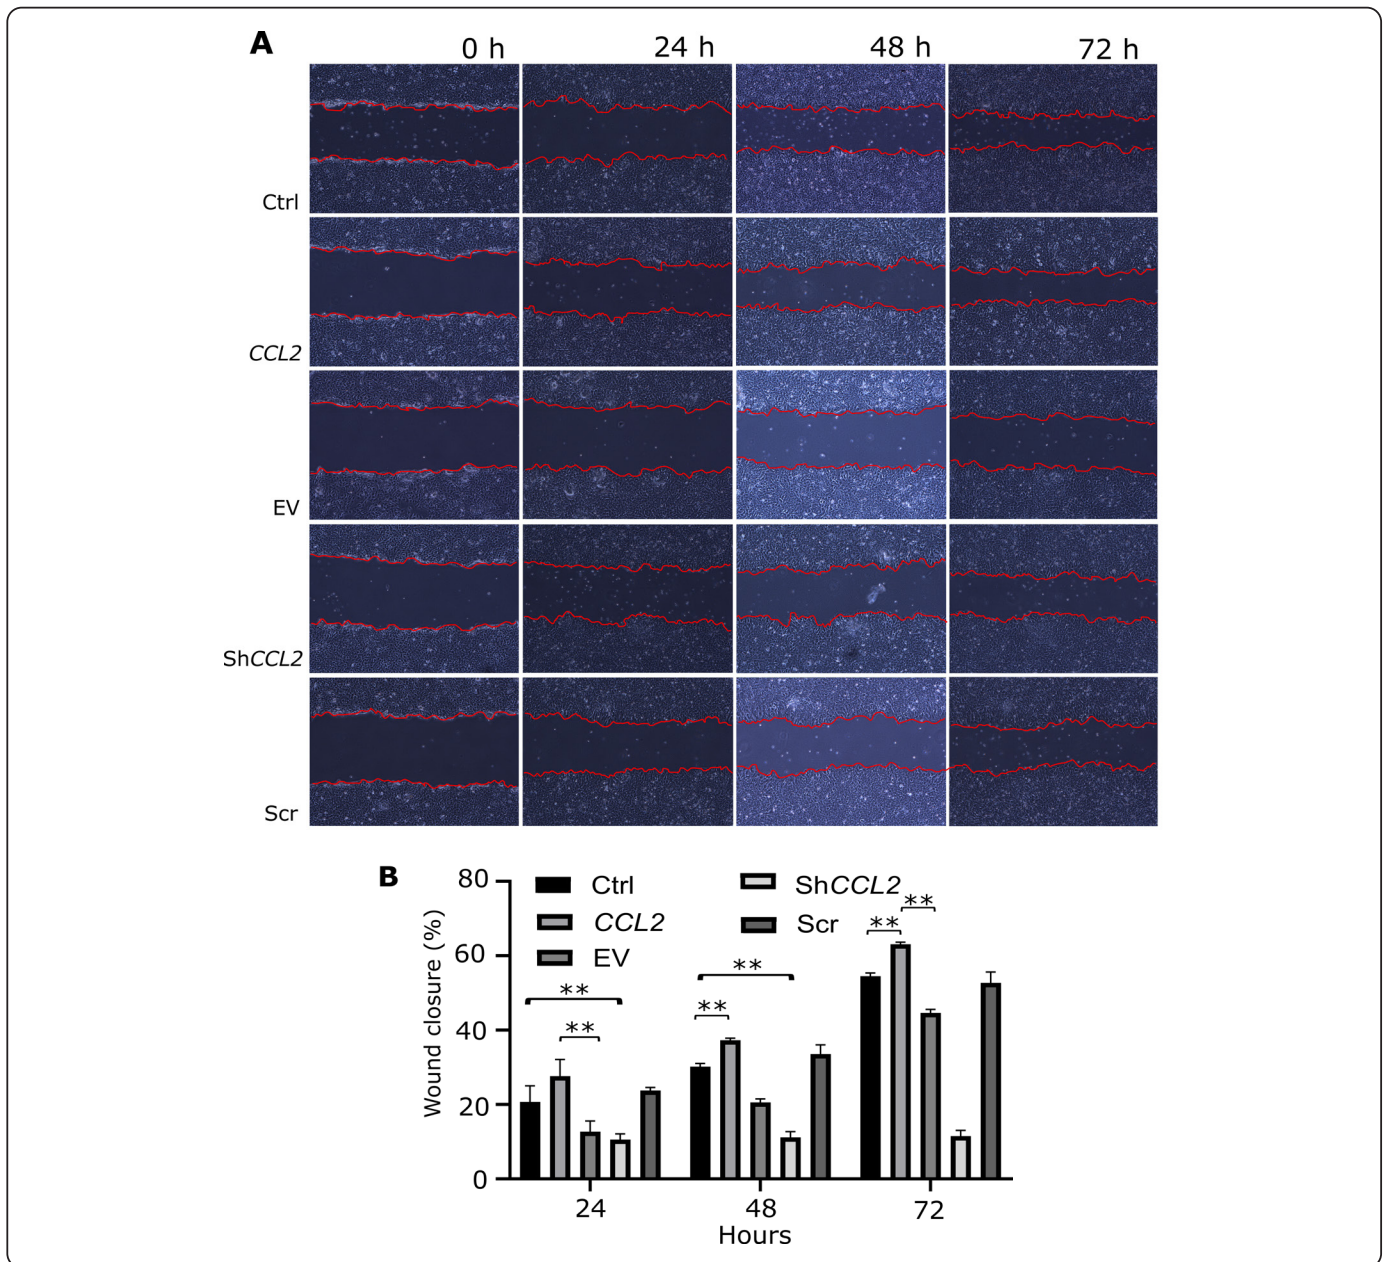 A
0 h 24 h 48 h 72 h
Ctrl
CCL2
EV
ShCCL2
Scr
B
Ctrl ShCCL2
CCL2 Scr
EV
Wound closure (%)
80
60
40
20
0
** **
** **
** **
24 48 72
Hours